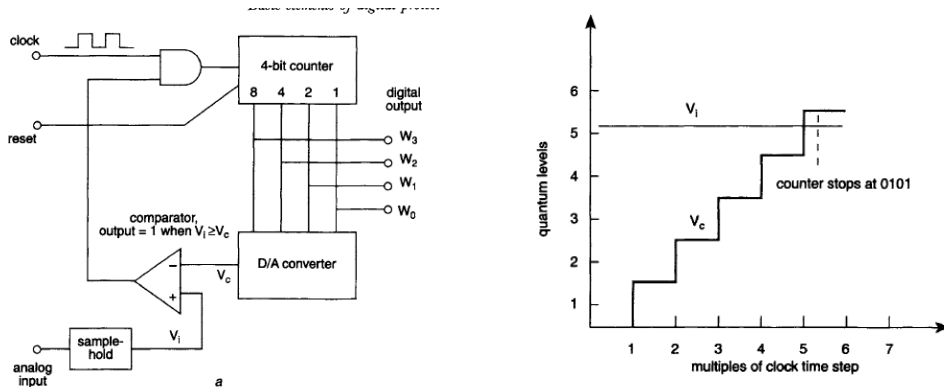 clock
4-bit counter
8 4 2 1
reset
digital
output
W3
W2
W1
W0
comparator,
output = 1 when Vi ≥Vc
D/A converter
Vc
Vi
sample-
hold
analog
input
a
quantum levels
6
5
4
3
2
1
Vi
counter stops at 0101
Vc
1 2 3 4 5 6 7
multiples of clock time step